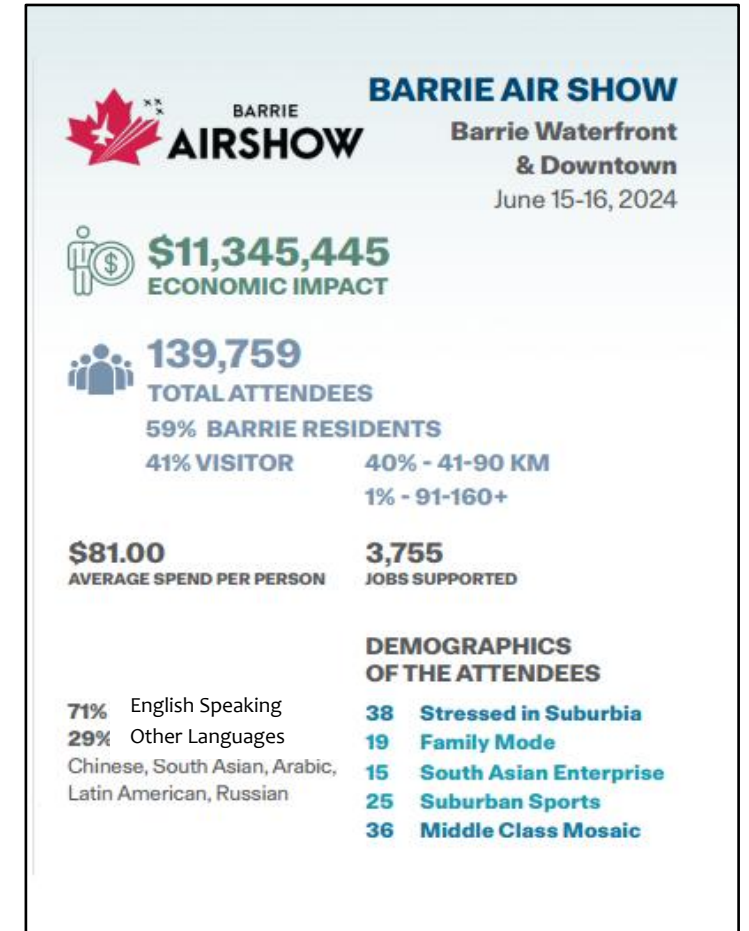 BARRIE
AIRSHOW
BARRIE AIR SHOW
Barrie Waterfront
& Downtown
June 15-16, 2024
$11,345,445
ECONOMIC IMPACT
139,759
TOTAL ATTENDEES
59% BARRIE RESIDENTS
41% VISITOR 40% - 41-90 KM
1% - 91-160+
$81.00
AVERAGE SPEND PER PERSON
3,755
JOBS SUPPORTED
71% English Speaking
29% Other Languages
Chinese, South Asian, Arabic,
Latin American, Russian
DEMOGRAPHICS
OF THE ATTENDEES
38 Stressed in Suburbia
19 Family Mode
15 South Asian Enterprise
25 Suburban Sports
36 Middle Class Mosaic